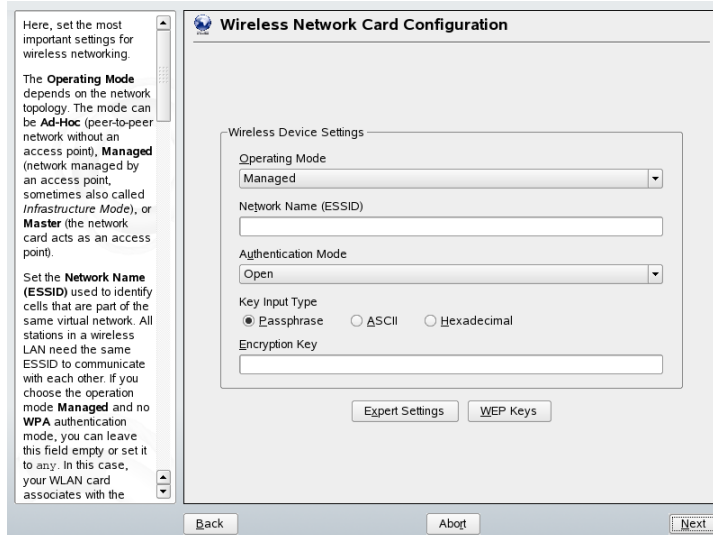 Here, set the most
important settings for
wireless networking.
The Operating Mode
depends on the network
topology. The mode can
be Ad-Hoc (peer-to-peer
network without an
access point), Managed
(network managed by
an access point,
sometimes also called
Infrastructure Mode), or
Master (the network
card acts as an access
point).
Set the Network Name
(ESSID) used to identify
cells that are part of the
same virtual network. All
stations in a wireless
LAN need the same
ESSID to communicate
with each other. If you
choose the operation
mode Managed and no
WPA authentication
mode, you can leave
this field empty or set it
to any. In this case,
your WLAN card
associates with the
Wireless Network Card Configuration
Wireless Device Settings
Operating Mode
Managed
Network Name (ESSID)
Authentication Mode
Open
Key Input Type
Passphrase ASCII Hexadecimal
Encryption Key
Expert Settings WEP Keys
Back Abort Next